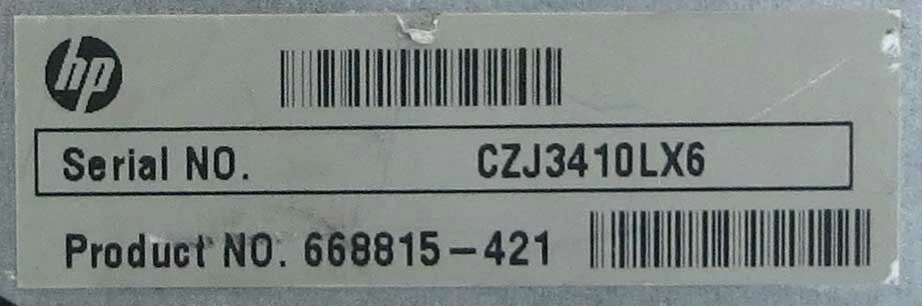 hp
Serial NO. CZJ3410LX6
Product NO. 668815-421